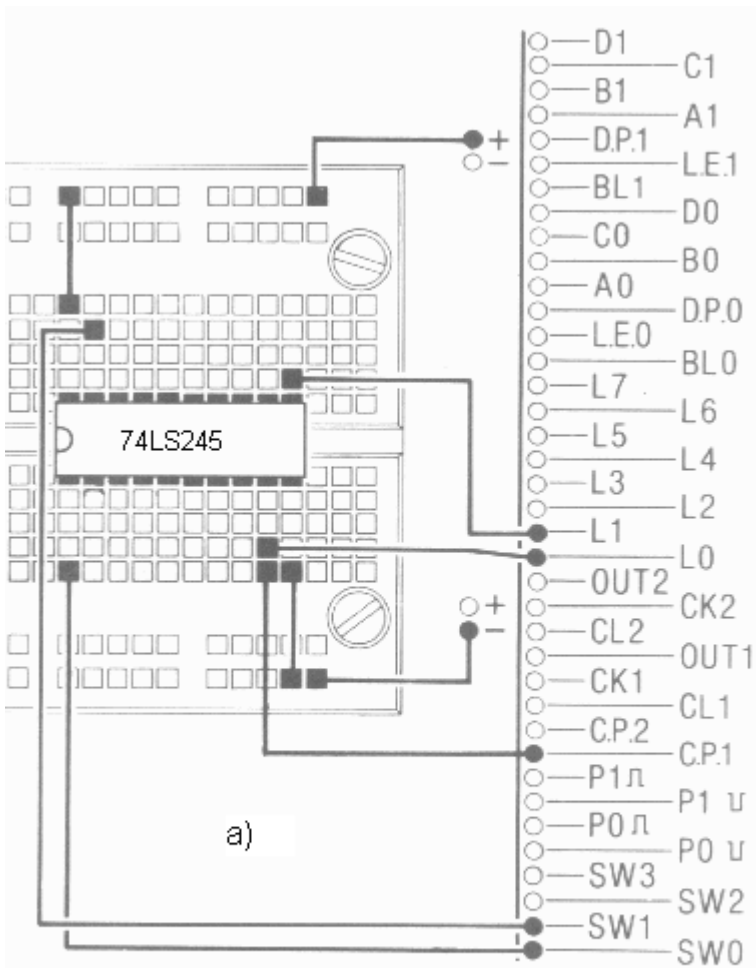 D1
C1
B1
A1
+
D.P.1
−
L.E.1
BL1
D0
C0
B0
A0
D.P.0
L.E.0
BL0
L7
L6
74LS245
L5
L4
L3
L2
L1
L0
OUT2
+
CK2
−
CL2
OUT1
CK1
CL1
C.P.2
C.P.1
P1
P1
a)
P0
P0
SW3
SW2
SW1
SW0